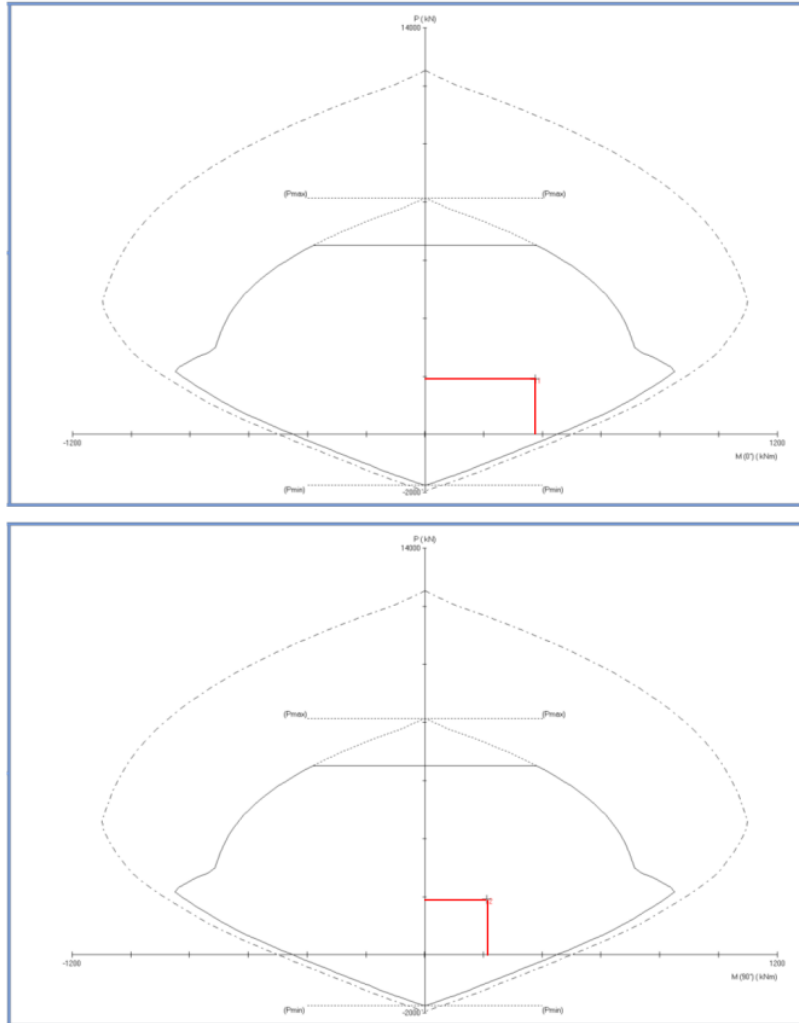 P (kN)
14000
(Pmax) (Pmax)
-1200 1200
M (0°) (kNm)
(Pmin) (Pmin)
-2000
P (kN)
14000
(Pmax) (Pmax)
-1200 1200
M (90°) (kNm)
(Pmin) (Pmin)
-2000